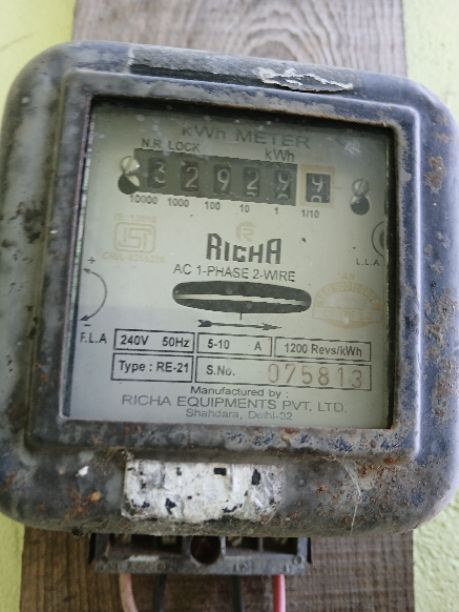 kWh METER
N.R. LOCK kWh
3 2 9 2 9 9
10000 1000 100 10 1 1/10
R
RICHA
L.L.A
AC 1-PHASE 2-WIRE
+
−
F.L.A
240V 50Hz 5-10 A 1200 Revs/kWh
Type : RE-21 S.No. 075813
Manufactured by :
RICHA EQUIPMENTS PVT. LTD.
Shahdara, Delhi-32